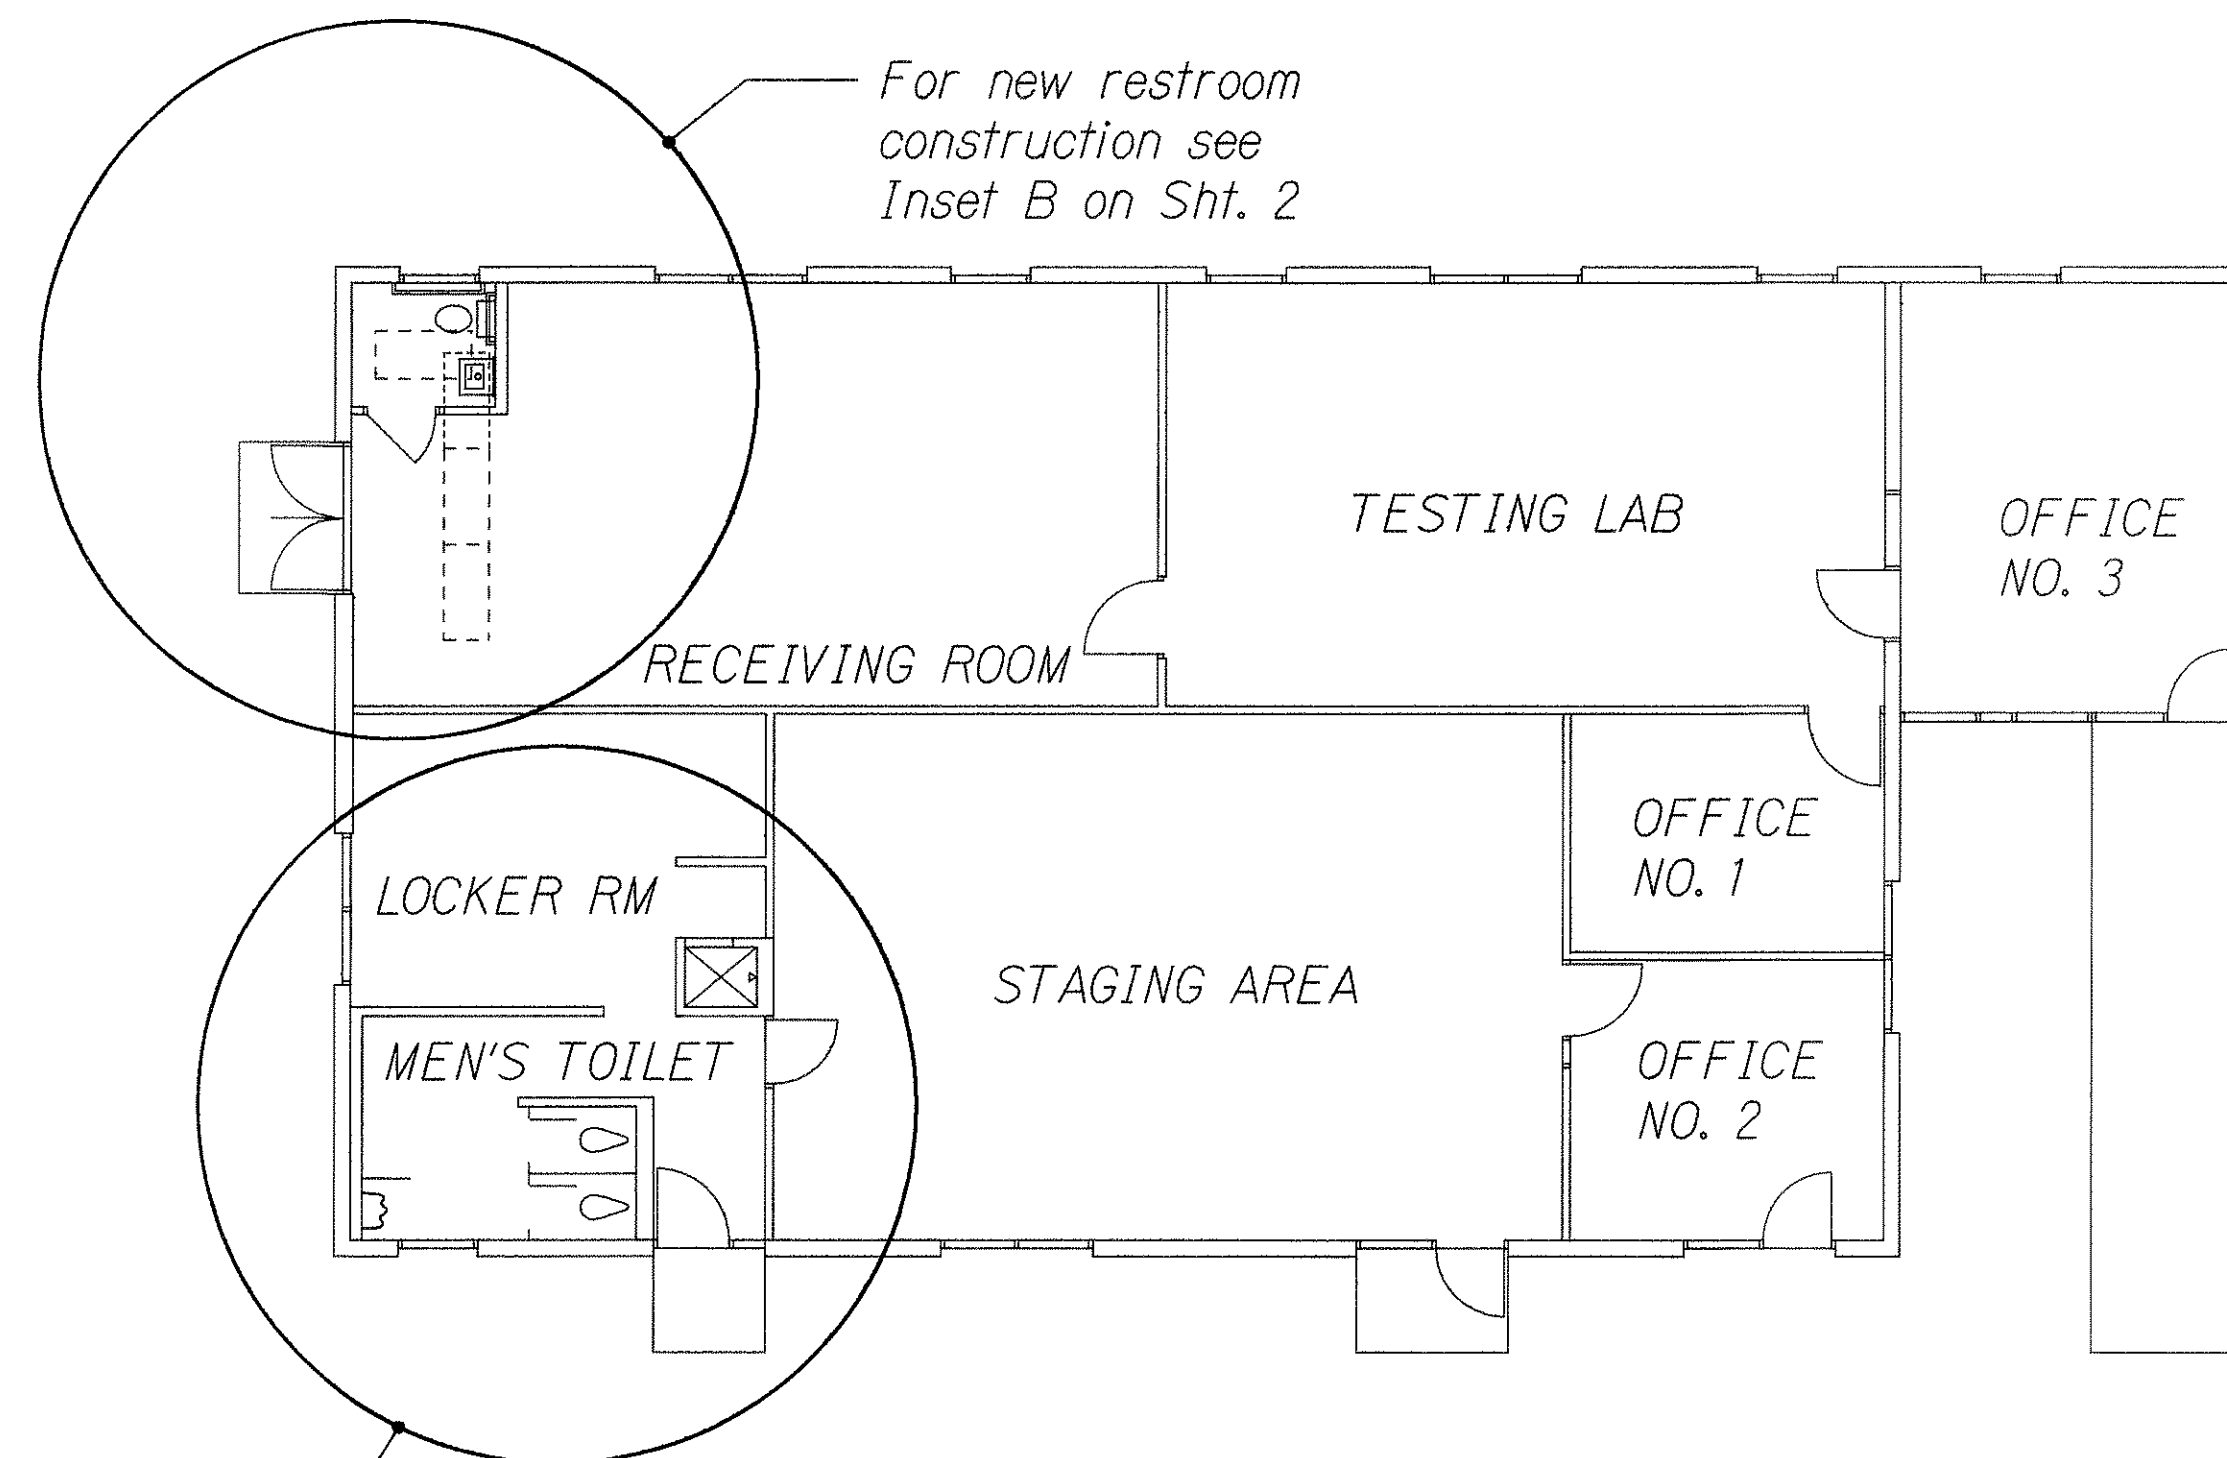 For new restroom
construction see
Inset B on Sht. 2
TESTING LAB
OFFICE
NO. 3
RECEIVING ROOM
OFFICE
NO. 1
LOCKER RM
STAGING AREA
MEN'S TOILET
OFFICE
NO. 2